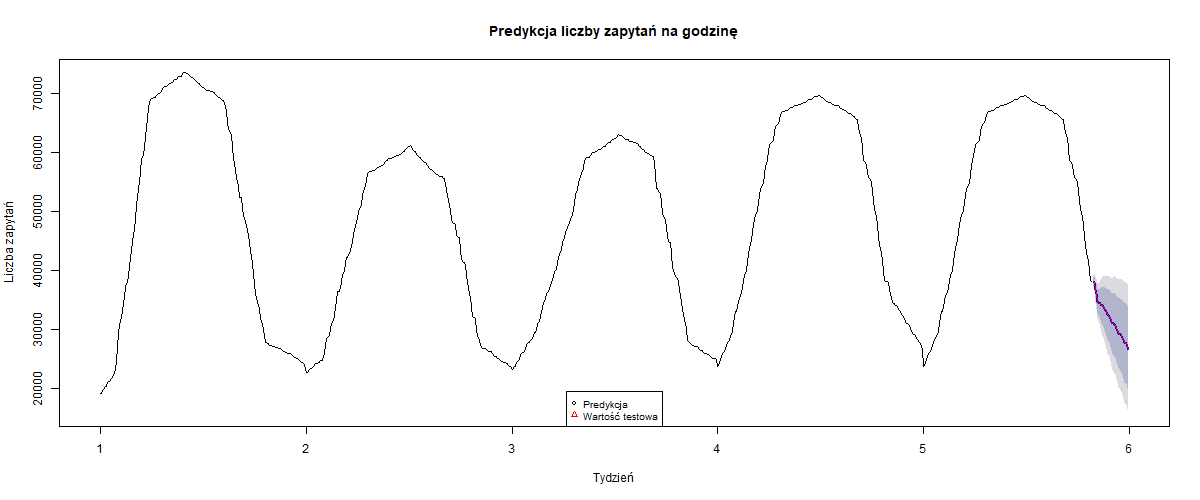 Predykcja liczby zapytań na godzinę
Liczba zapytań
70000
60000
50000
40000
30000
20000
Predykcja
Wartość testowa
1 2 3 4 5 6
Tydzień